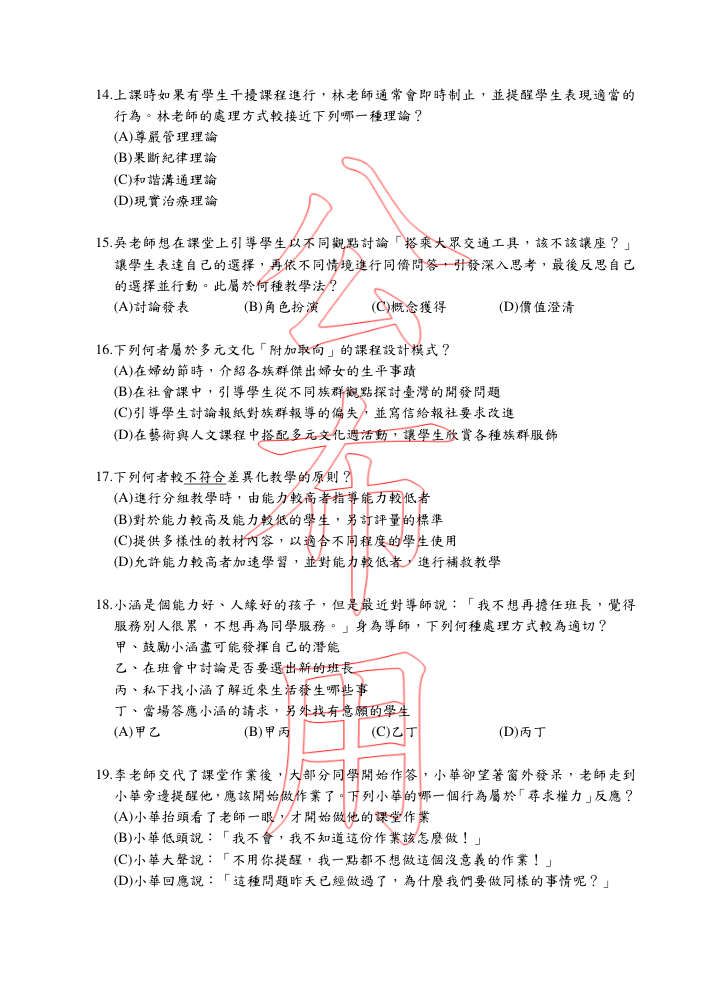 14.上課時如果有學生干擾課程進行，林老師通常會即時制止，並提醒學生表現適當的
行為。林老師的處理方式較接近下列哪一種理論？
(A)尊嚴管理理論
(B)果斷紀律理論
(C)和諧溝通理論
(D)現實治療理論
15.吳老師想在課堂上引導學生以不同觀點討論「搭乘大眾交通工具，該不該讓座？」
讓學生表達自己的選擇，再依不同情境進行同儕問答，引發深入思考，最後反思自己
的選擇並行動。此屬於何種教學法？
(A)討論發表 (B)角色扮演 (C)概念獲得 (D)價值澄清
16.下列何者屬於多元文化「附加取向」的課程設計模式？
(A)在婦幼節時，介紹各族群傑出婦女的生平事蹟
(B)在社會課中，引導學生從不同族群觀點探討臺灣的開發問題
(C)引導學生討論報紙對族群報導的偏失，並寫信給報社要求改進
(D)在藝術與人文課程中搭配多元文化週活動，讓學生欣賞各種族群服飾
17.下列何者較不符合差異化教學的原則？
(A)進行分組教學時，由能力較高者指導能力較低者
(B)對於能力較高及能力較低的學生，另訂評量的標準
(C)提供多樣性的教材內容，以適合不同程度的學生使用
(D)允許能力較高者加速學習，並對能力較低者，進行補救教學
18.小涵是個能力好、人緣好的孩子，但是最近對導師說：「我不想再擔任班長，覺得
服務別人很累，不想再為同學服務。」身為導師，下列何種處理方式較為適切？
甲、鼓勵小涵盡可能發揮自己的潛能
乙、在班會中討論是否要選出新的班長
丙、私下找小涵了解近來生活發生哪些事
丁、當場答應小涵的請求，另外找有意願的學生
(A)甲乙 (B)甲丙 (C)乙丁 (D)丙丁
19.李老師交代了課堂作業後，大部分同學開始作答，小華卻望著窗外發呆，老師走到
小華旁邊提醒他，應該開始做作業了。下列小華的哪一個行為屬於「尋求權力」反應？
(A)小華抬頭看了老師一眼，才開始做他的課堂作業
(B)小華低頭說：「我不會，我不知道這份作業該怎麼做！」
(C)小華大聲說：「不用你提醒，我一點都不想做這個沒意義的作業！」
(D)小華回應說：「這種問題昨天已經做過了，為什麼我們要做同樣的事情呢？」
公布用